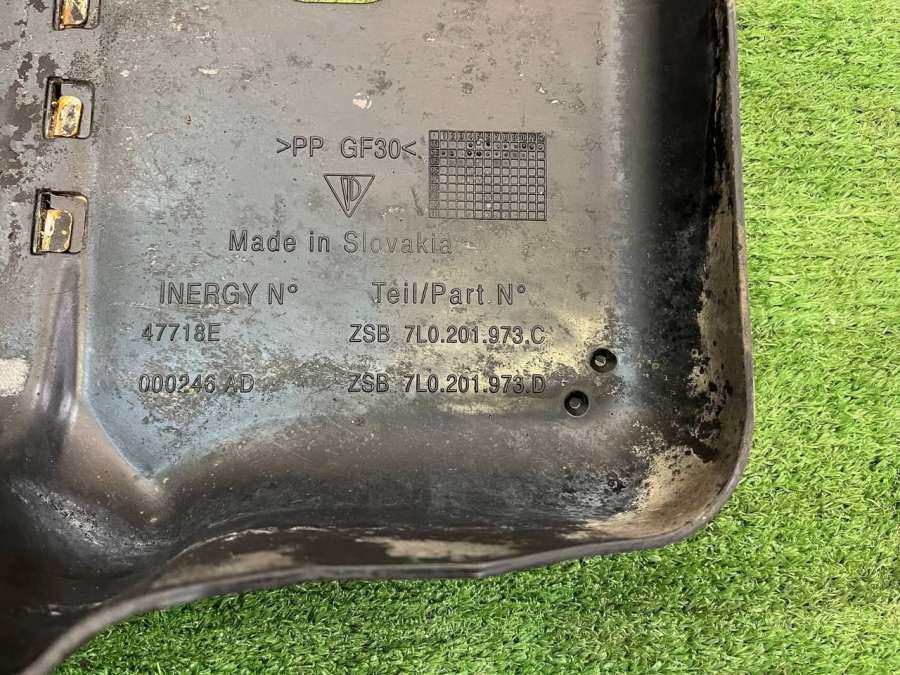 >PP GF30<
Made in Slovakia
INERGY N° Teil/Part N°
47718E ZSB 7L0.201.973.C
000246 AD ZSB 7L0.201.973.D